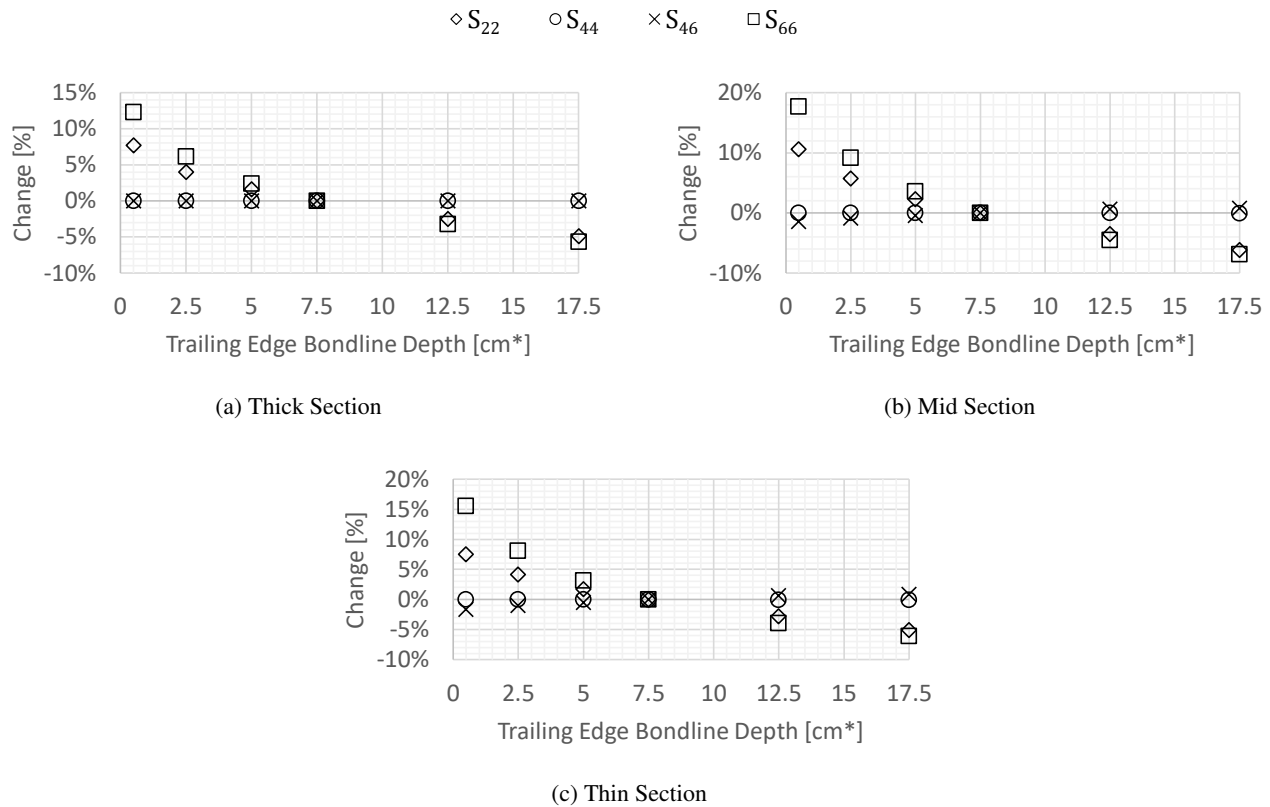 S22 S44 S46 S66
15%
10%
5%
0%
-5%
-10%
Change [%]
0 2.5 5 7.5 10 12.5 15 17.5
Trailing Edge Bondline Depth [cm*]
(a) Thick Section
20%
10%
0%
-10%
Change [%]
0 2.5 5 7.5 10 12.5 15 17.5
Trailing Edge Bondline Depth [cm*]
(b) Mid Section
20%
15%
10%
5%
0%
-5%
-10%
Change [%]
0 2.5 5 7.5 10 12.5 15 17.5
Trailing Edge Bondline Depth [cm*]
(c) Thin Section